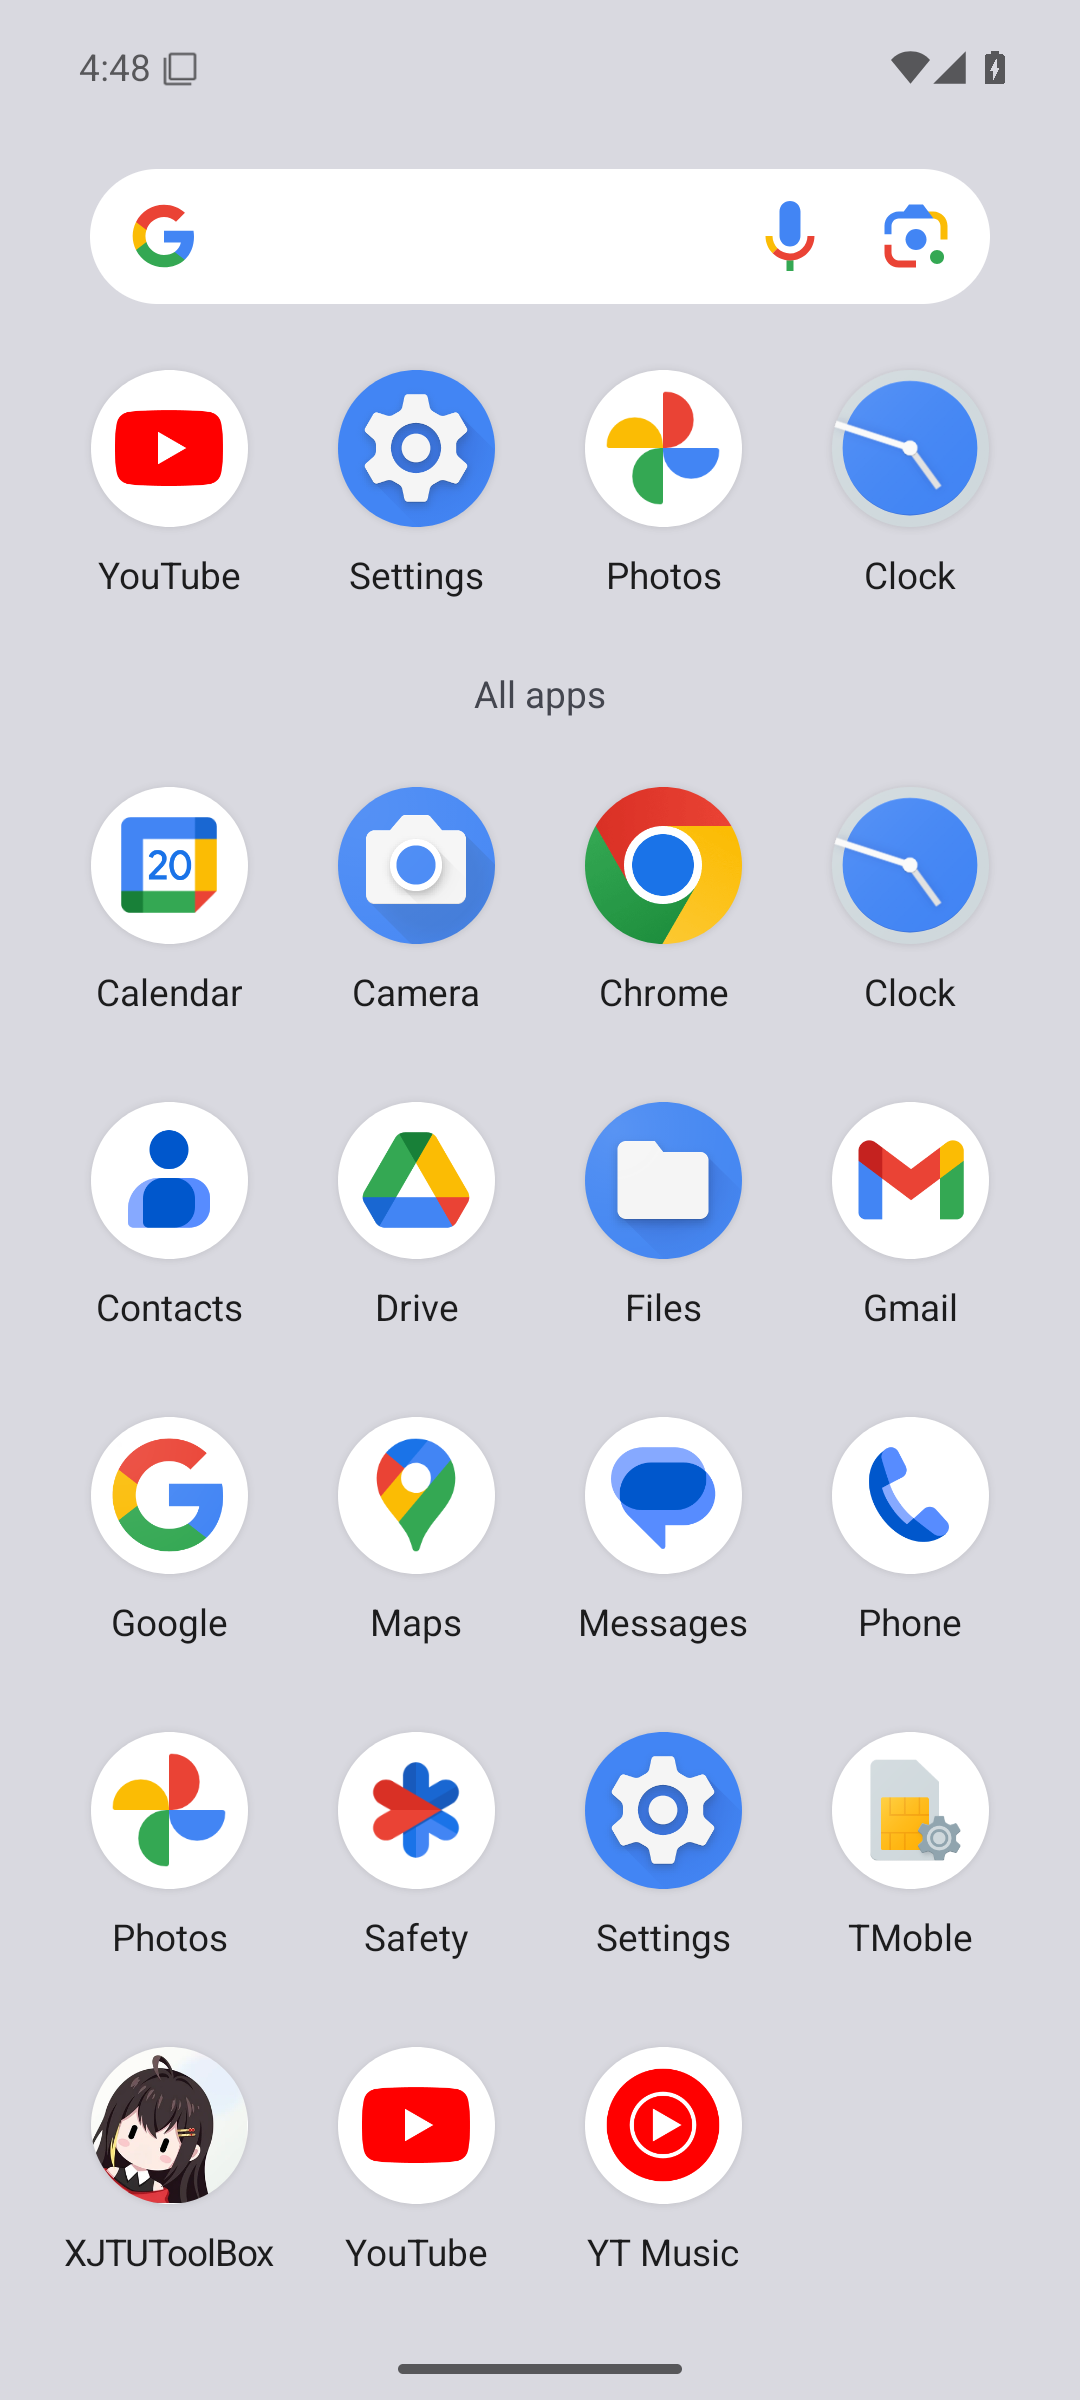 4:48
YouTube Settings Photos Clock
All apps
20
Calendar Camera Chrome Clock
Contacts Drive Files Gmail
Google Maps Messages Phone
Photos Safety Settings TMoble
XJTUToolBox YouTube YT Music